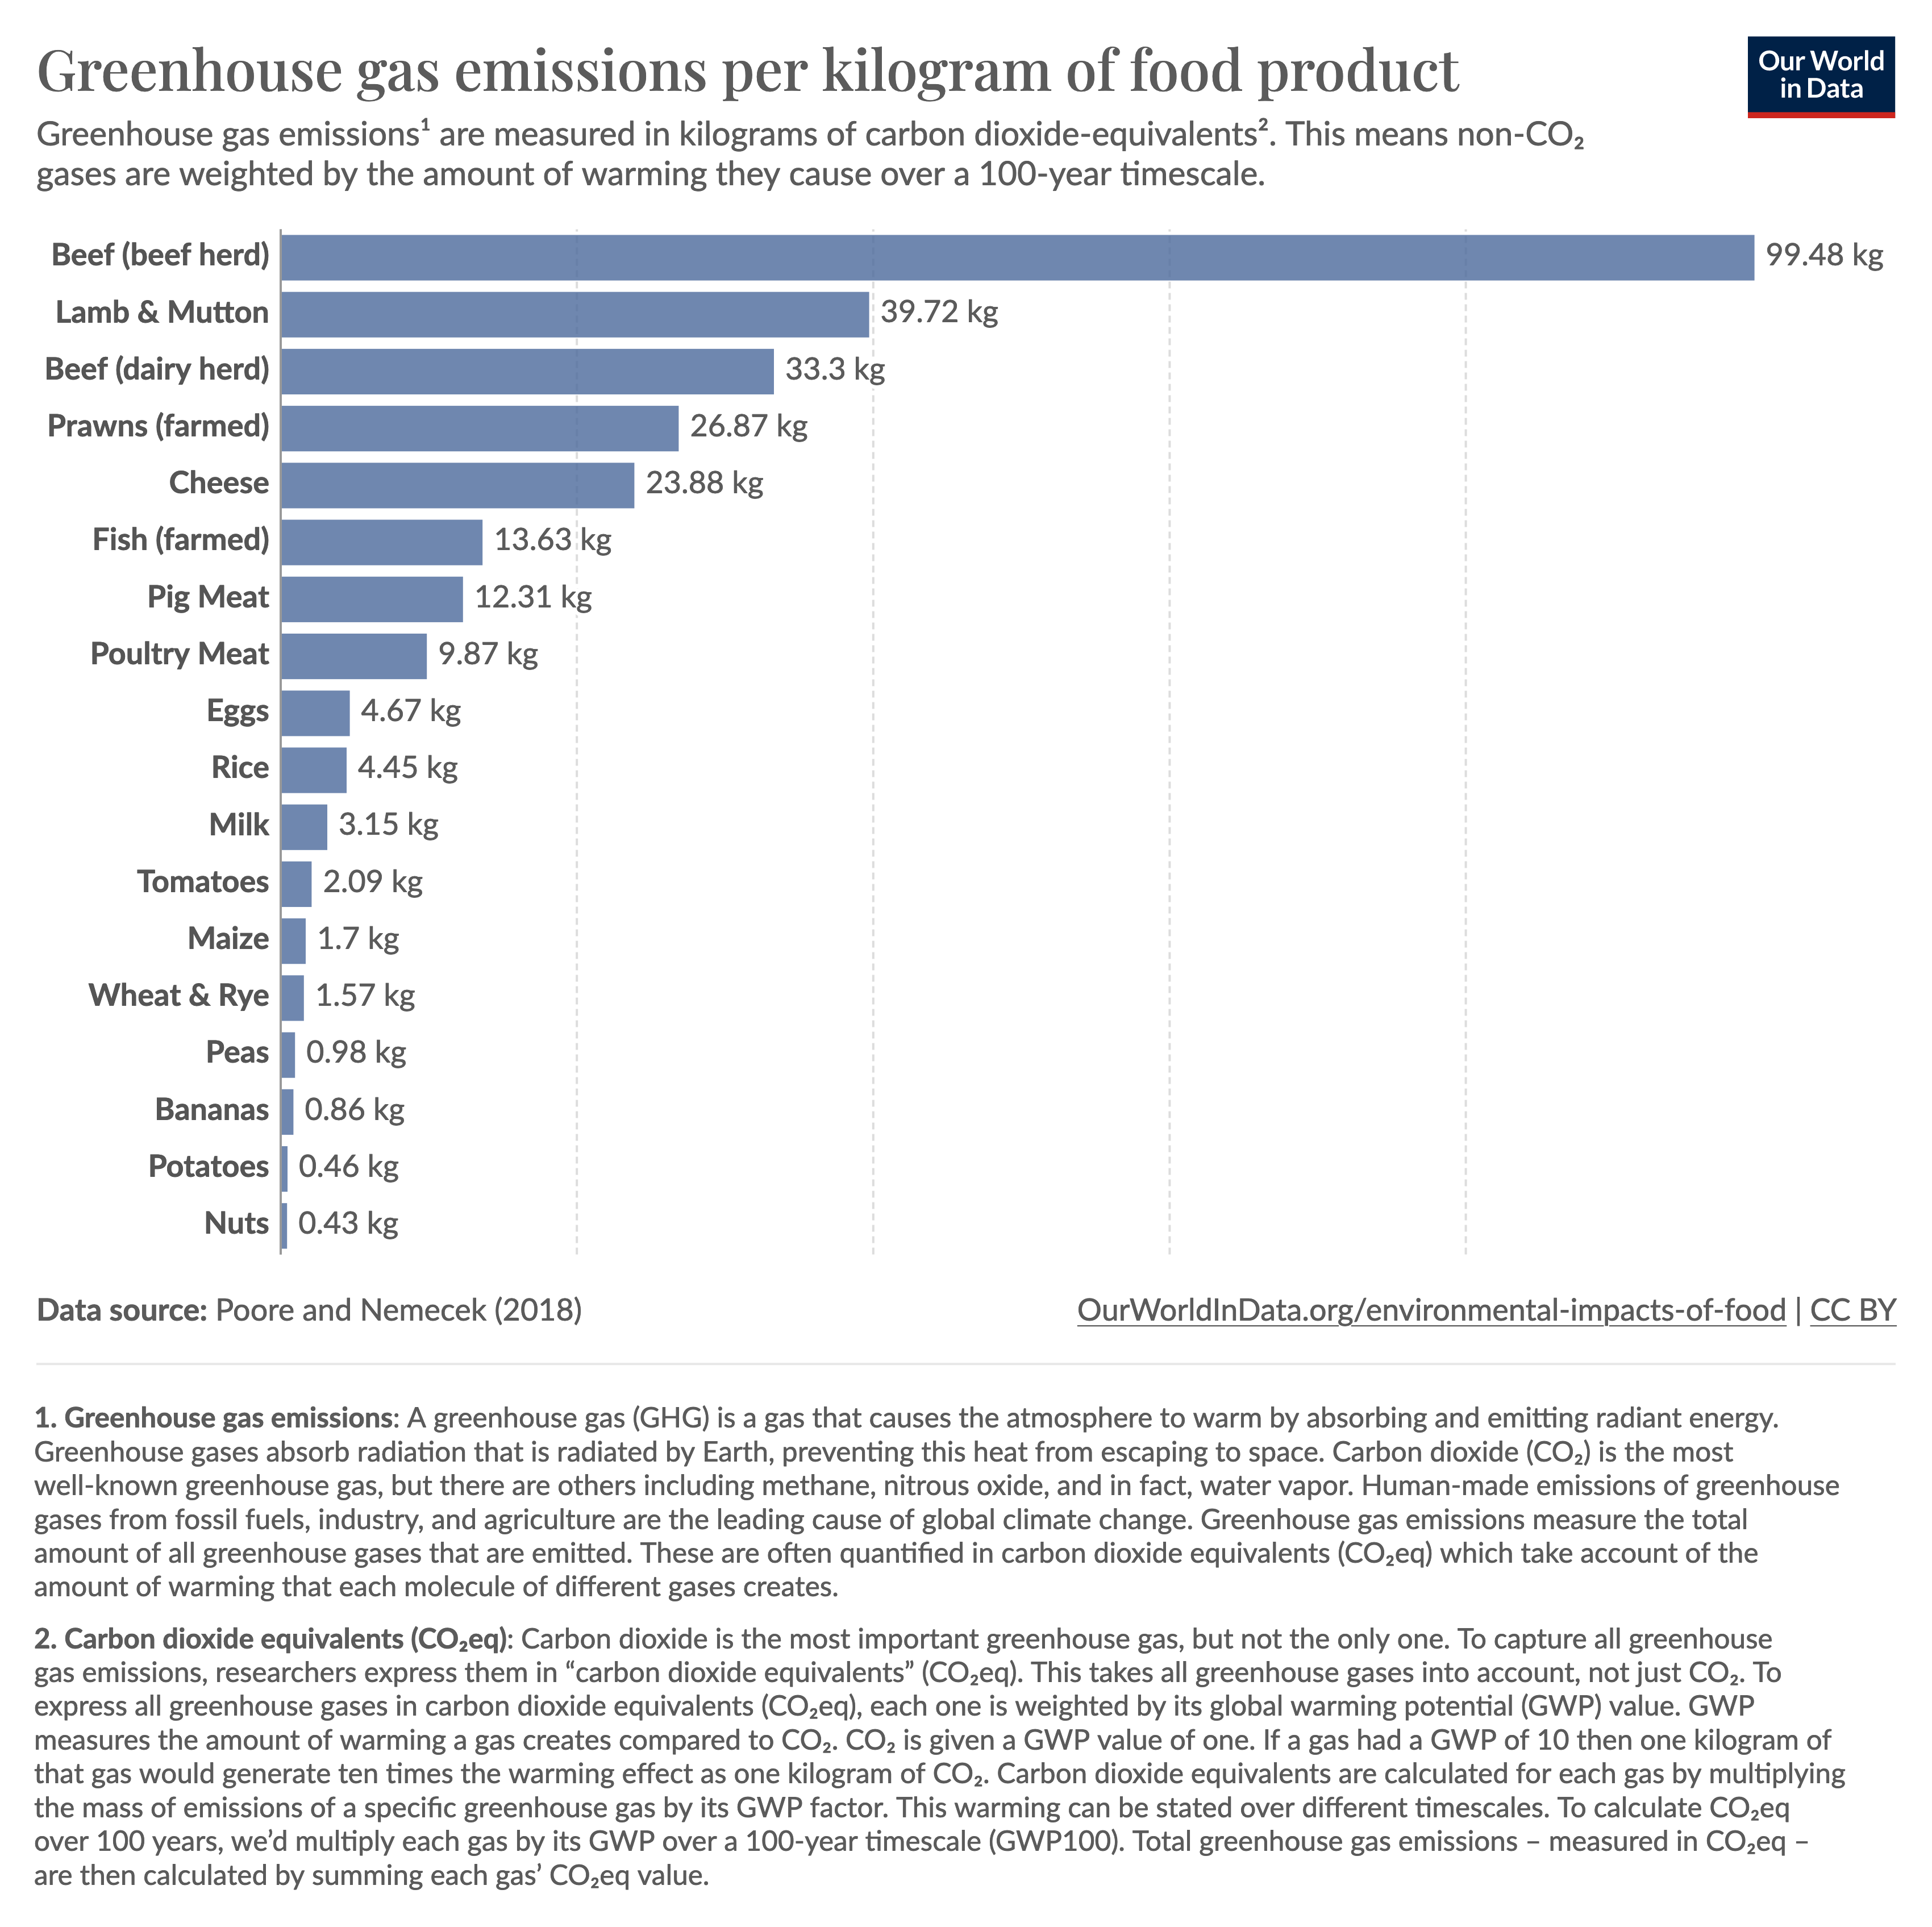 Greenhouse gas emissions per kilogram of food product
Our World
in Data
Greenhouse gas emissions¹ are measured in kilograms of carbon dioxide-equivalents². This means non-CO₂
gases are weighted by the amount of warming they cause over a 100-year timescale.
Beef (beef herd) 99.48 kg
Lamb & Mutton 39.72 kg
Beef (dairy herd) 33.3 kg
Prawns (farmed) 26.87 kg
Cheese 23.88 kg
Fish (farmed) 13.63 kg
Pig Meat 12.31 kg
Poultry Meat 9.87 kg
Eggs 4.67 kg
Rice 4.45 kg
Milk 3.15 kg
Tomatoes 2.09 kg
Maize 1.7 kg
Wheat & Rye 1.57 kg
Peas 0.98 kg
Bananas 0.86 kg
Potatoes 0.46 kg
Nuts 0.43 kg
Data source: Poore and Nemecek (2018)
OurWorldInData.org/environmental-impacts-of-food | CC BY
1. Greenhouse gas emissions: A greenhouse gas (GHG) is a gas that causes the atmosphere to warm by absorbing and emitting radiant energy.
Greenhouse gases absorb radiation that is radiated by Earth, preventing this heat from escaping to space. Carbon dioxide (CO₂) is the most
well-known greenhouse gas, but there are others including methane, nitrous oxide, and in fact, water vapor. Human-made emissions of greenhouse
gases from fossil fuels, industry, and agriculture are the leading cause of global climate change. Greenhouse gas emissions measure the total
amount of all greenhouse gases that are emitted. These are often quantified in carbon dioxide equivalents (CO₂eq) which take account of the
amount of warming that each molecule of different gases creates.
2. Carbon dioxide equivalents (CO₂eq): Carbon dioxide is the most important greenhouse gas, but not the only one. To capture all greenhouse
gas emissions, researchers express them in “carbon dioxide equivalents” (CO₂eq). This takes all greenhouse gases into account, not just CO₂. To
express all greenhouse gases in carbon dioxide equivalents (CO₂eq), each one is weighted by its global warming potential (GWP) value. GWP
measures the amount of warming a gas creates compared to CO₂. CO₂ is given a GWP value of one. If a gas had a GWP of 10 then one kilogram of
that gas would generate ten times the warming effect as one kilogram of CO₂. Carbon dioxide equivalents are calculated for each gas by multiplying
the mass of emissions of a specific greenhouse gas by its GWP factor. This warming can be stated over different timescales. To calculate CO₂eq
over 100 years, we’d multiply each gas by its GWP over a 100-year timescale (GWP100). Total greenhouse gas emissions – measured in CO₂eq –
are then calculated by summing each gas’ CO₂eq value.